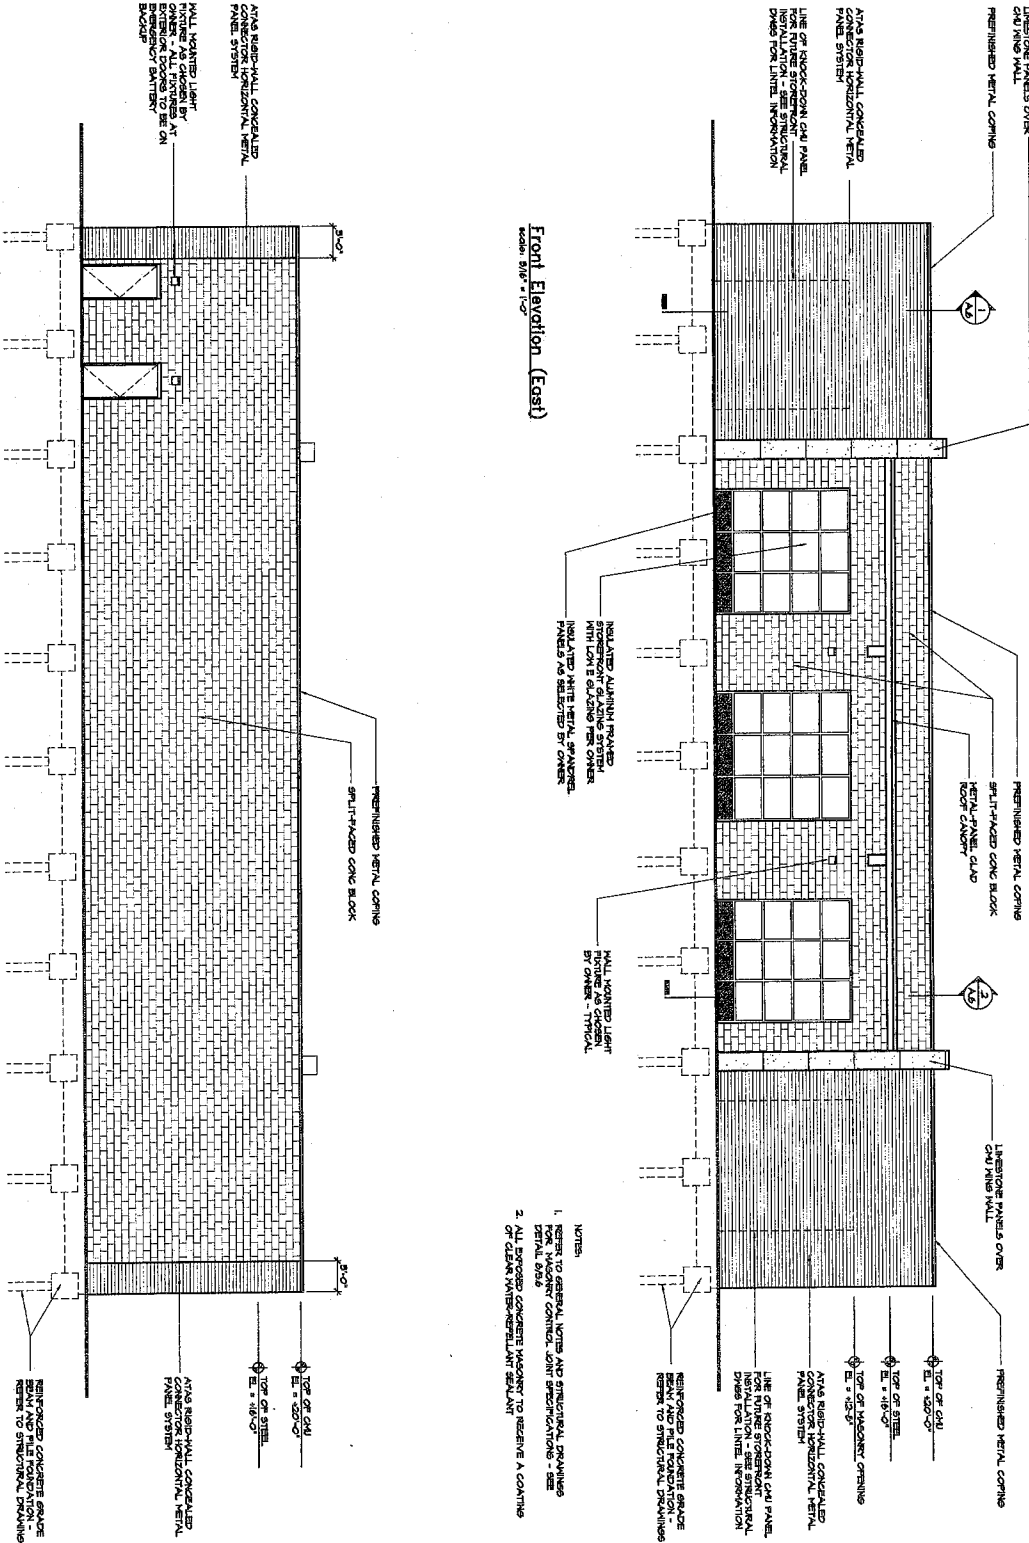 LIMESTONE PANELS OVER
CMU WING WALL
PREFINISHED METAL COPING
ATAS RIGID-WALL CONCEALED
CONNECTOR HORIZONTAL METAL
PANEL SYSTEM
LINE OF KNOCK-DOWN CMU PANEL
FOR FUTURE STOREFRONT
INSTALLATION - SEE STRUCTURAL
DWGS FOR LINTEL INFORMATION
1
A.6
PREFINISHED METAL COPING
SPLIT-FACED CONC BLOCK
METAL-PANEL CLAD
ROOF CANOPY
2
A.6
LIMESTONE PANELS OVER
CMU WING WALL
PREFINISHED METAL COPING
TOP OF CMU
EL = +20'-0"
TOP OF STEEL
EL = +16'-0"
TOP OF MASONRY OPENING
ATAS RIGID-WALL CONCEALED
CONNECTOR HORIZONTAL METAL
PANEL SYSTEM
LINE OF KNOCK-DOWN CMU PANEL
FOR FUTURE STOREFRONT
INSTALLATION - SEE STRUCTURAL
DWGS FOR LINTEL INFORMATION
REINFORCED CONCRETE GRADE
BEAM AND PILE FOUNDATION -
REFER TO STRUCTURAL DRAWINGS
INSULATED ALUMINUM FRAMED
STOREFRONT GLAZING SYSTEM
WITH LOW E GLAZING PER OWNER
INSULATED WHITE METAL SPANDREL
PANELS AS SELECTED BY OWNER
WALL MOUNTED LIGHT
FIXTURE AS CHOSEN
BY OWNER - TYPICAL
Front Elevation (East)
scale: 3/16" = 1'-0"
NOTES:
1. REFER TO GENERAL NOTES AND STRUCTURAL DRAWINGS
FOR MASONRY CONTROL JOINT SPECIFICATIONS - SEE
DETAIL
2. ALL EXPOSED CONCRETE MASONRY TO RECEIVE A COATING
OF CLEAR WATER-REPELLANT SEALANT
ATAS RIGID-WALL CONCEALED
CONNECTOR HORIZONTAL METAL
PANEL SYSTEM
WALL MOUNTED LIGHT
FIXTURE AS CHOSEN BY
OWNER - ALL FIXTURES AT
EXTERIOR DOORS TO BE ON
EMERGENCY BATTERY
BACKUP
5'-0"
PREFINISHED METAL COPING
SPLIT-FACED CONC BLOCK
5'-0"
TOP OF CMU
EL = +20'-0"
TOP OF STEEL
EL = +16'-0"
ATAS RIGID-WALL CONCEALED
CONNECTOR HORIZONTAL METAL
PANEL SYSTEM
REINFORCED CONCRETE GRADE
BEAM AND PILE FOUNDATION -
REFER TO STRUCTURAL DRAWINGS